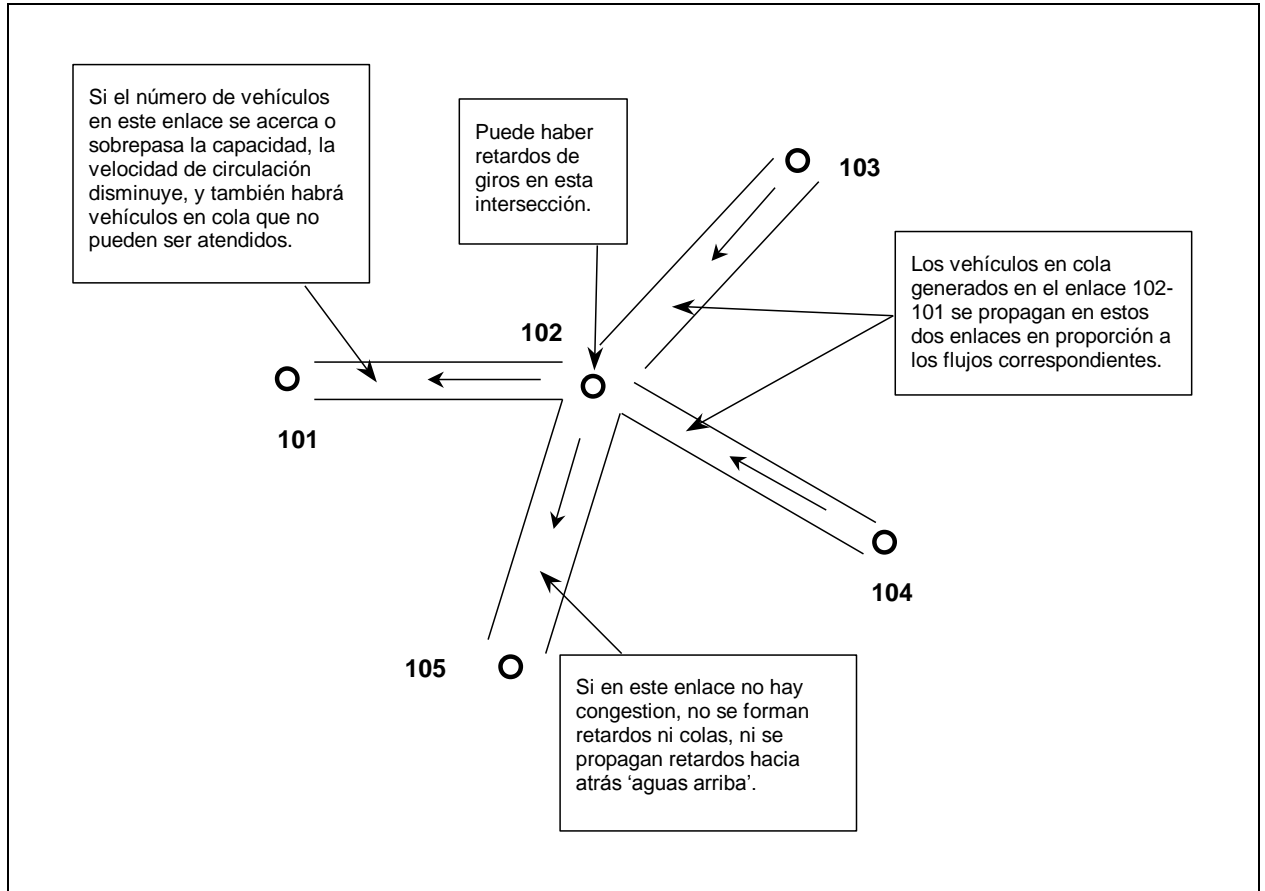 Si el número de vehículos
en este enlace se acerca o
sobrepasa la capacidad, la
velocidad de circulación
disminuye, y también habrá
vehículos en cola que no
pueden ser atendidos.
Puede haber
retardos de
giros en esta
intersección.
103
Los vehículos en cola
generados en el enlace 102-
101 se propagan en estos
dos enlaces en proporción a
los flujos correspondientes.
102
101
104
105
Si en este enlace no hay
congestion, no se forman
retardos ni colas, ni se
propagan retardos hacia
atrás ‘aguas arriba’.